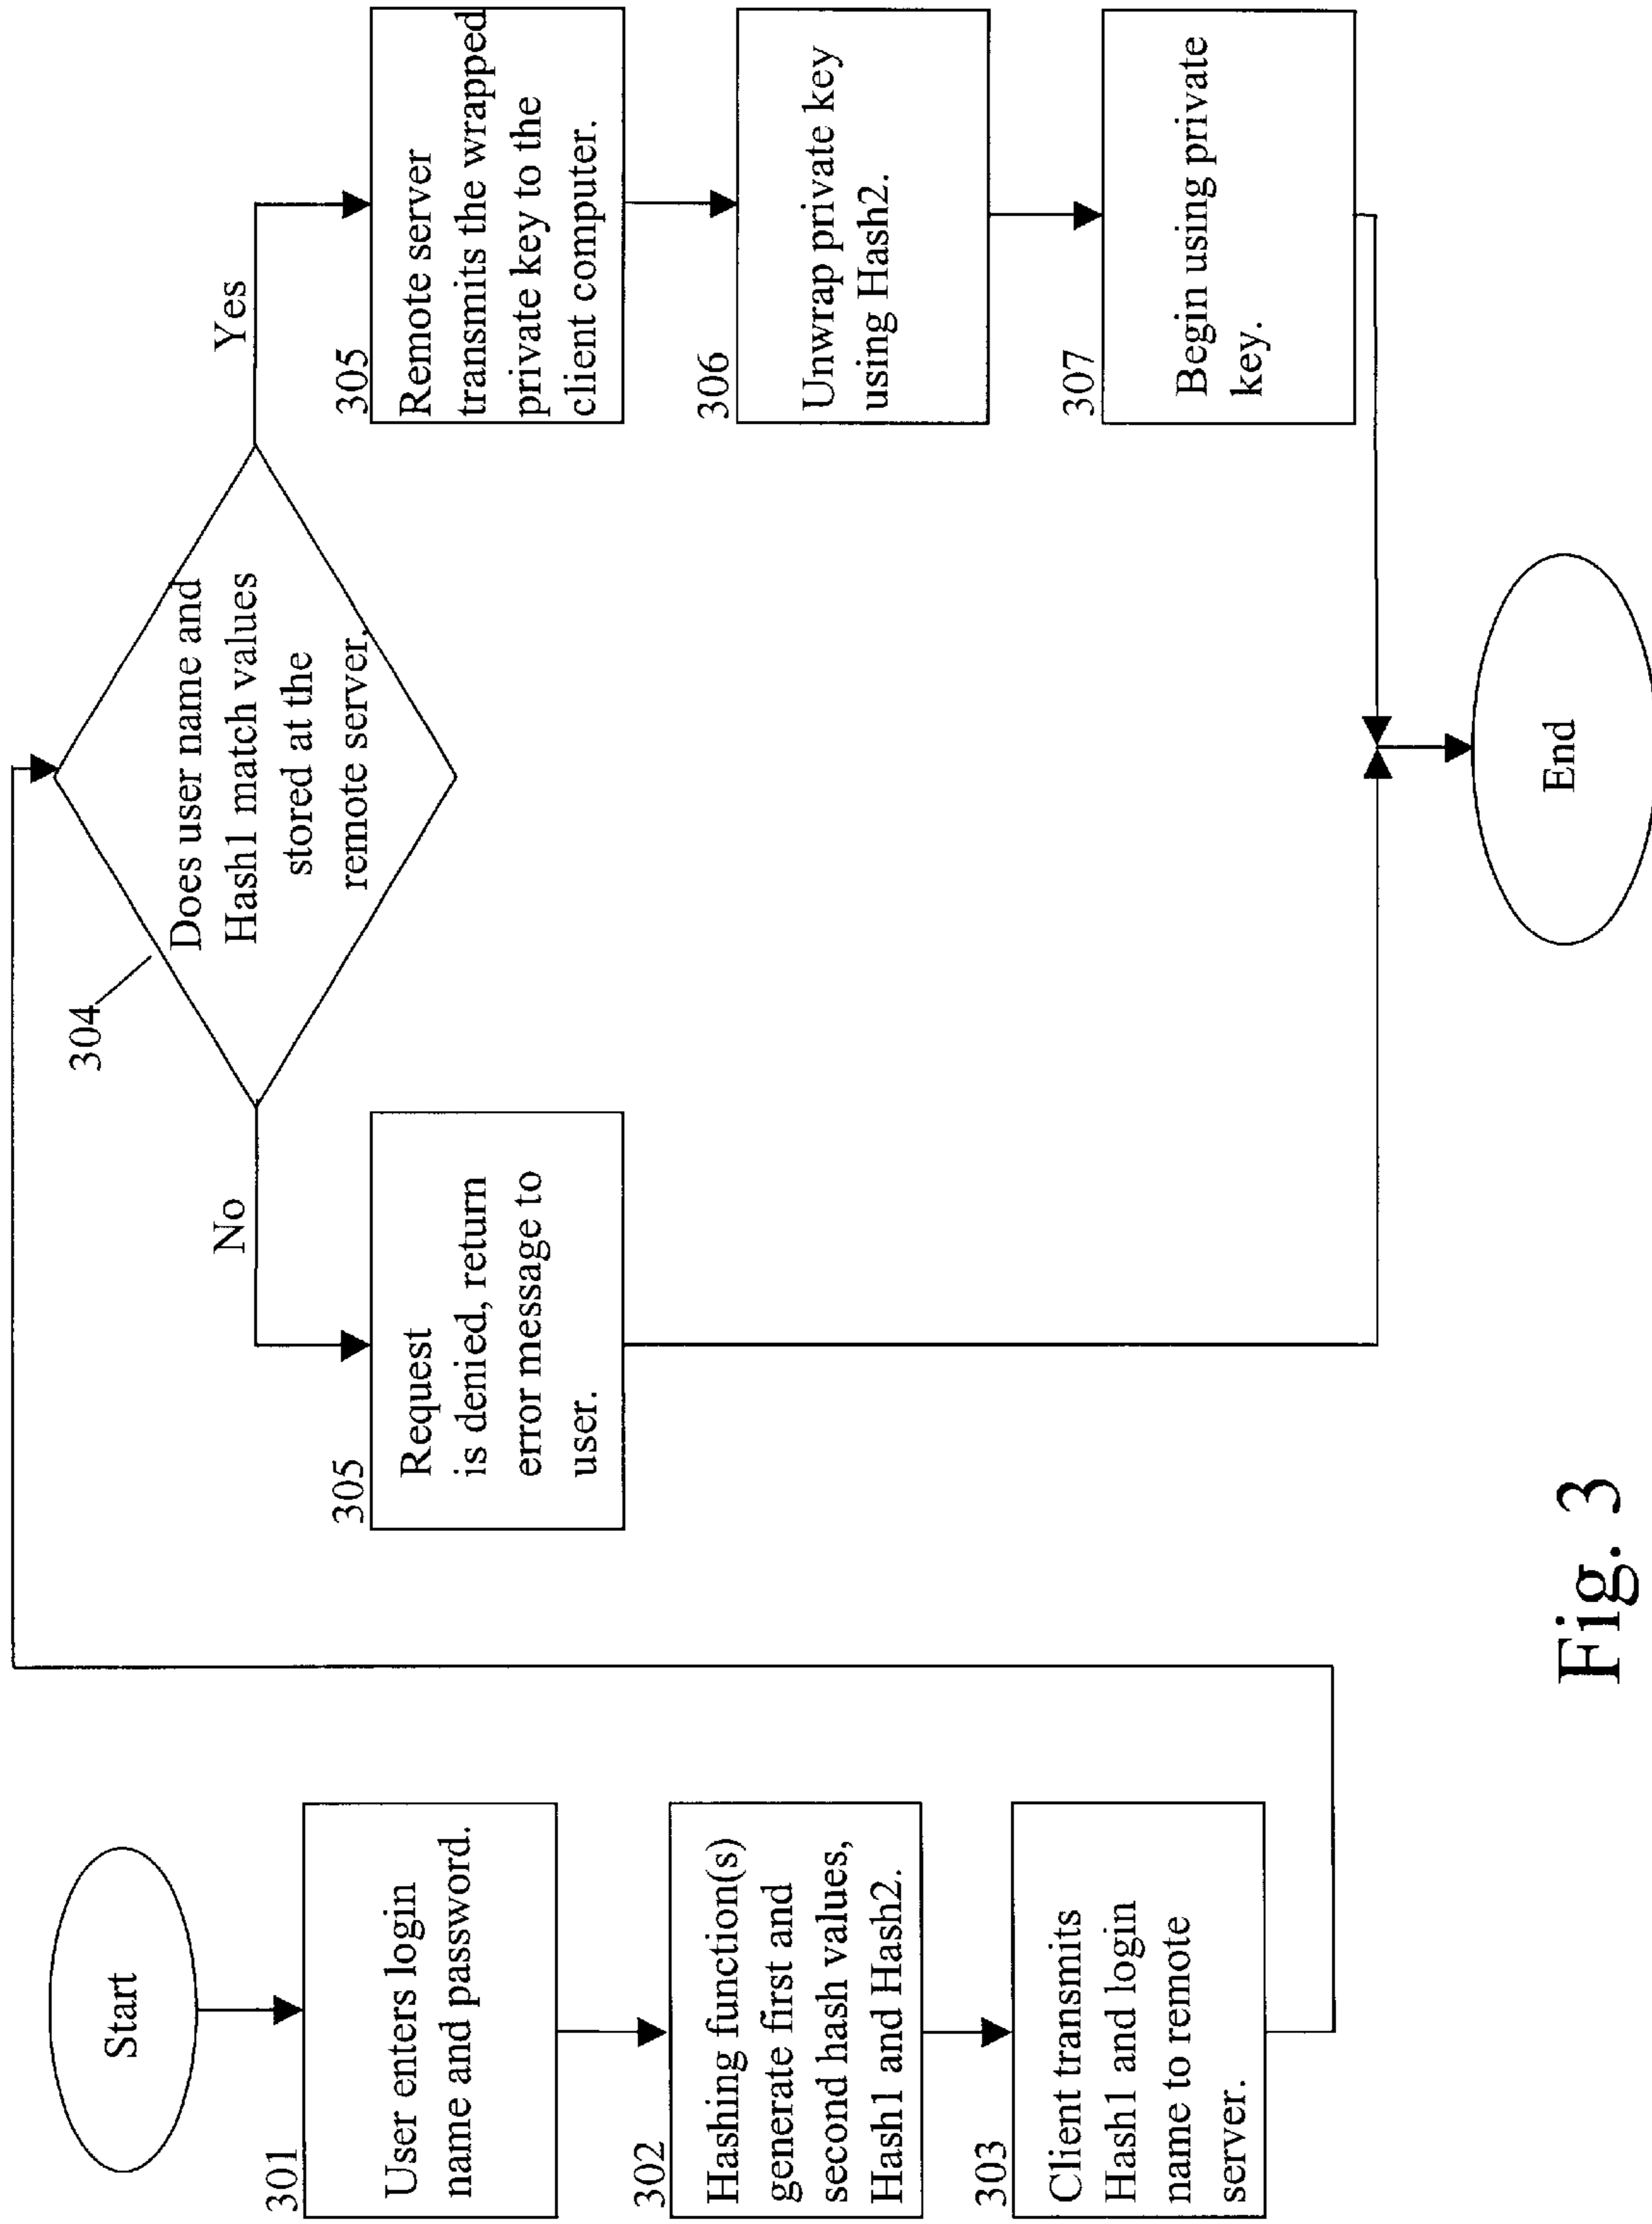 Start
301
User enters login
name and password.
302
Hashing function(s)
generate first and
second hash values,
Hash1 and Hash2.
303
Client transmits
Hash1 and login
name to remote
server.
304
Does user name and
Hash1 match values
stored at the
remote server.
No
Yes
305
Request
is denied, return
error message to
user.
305
Remote server
transmits the wrapped
private key to the
client computer.
306
Unwrap private key
using Hash2.
307
Begin using private
key.
End
Fig. 3